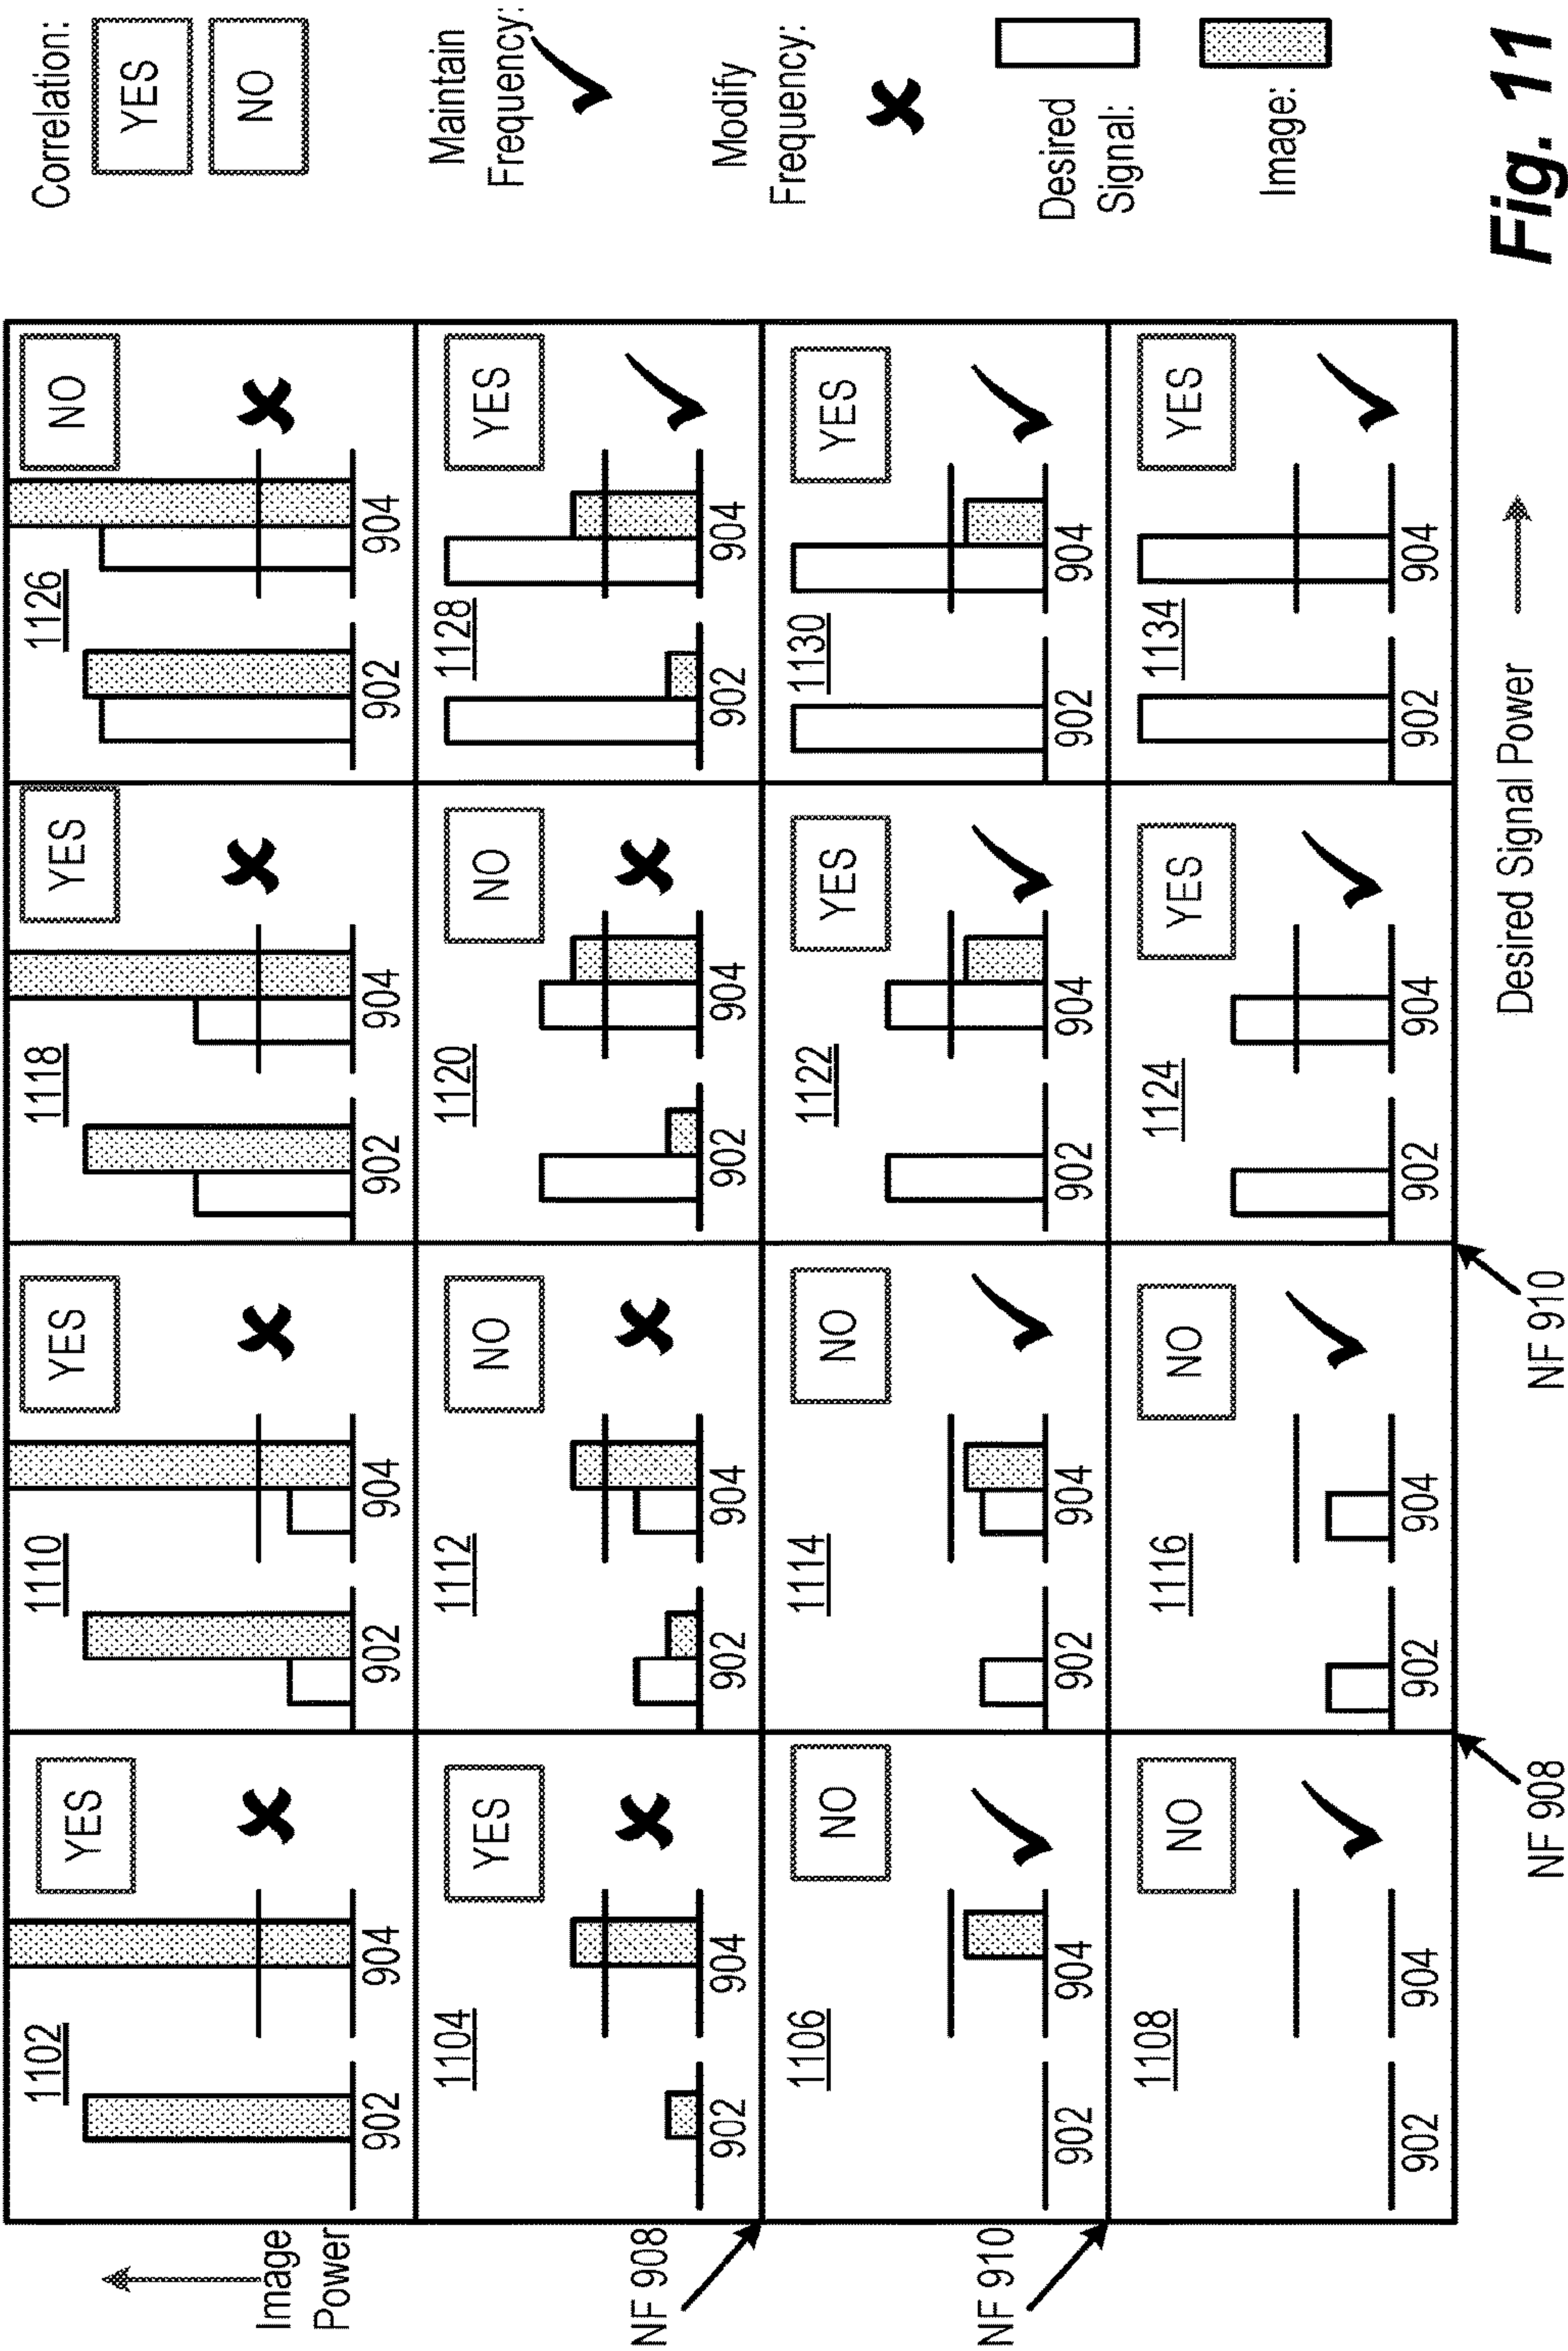 Image
Power
1102
YES
902
904
1110
YES
902
904
1118
YES
902
904
1126
NO
902
904
NF 908
1104
YES
902
904
1112
NO
902
904
1120
NO
902
904
1128
YES
902
904
NF 910
1106
NO
902
904
1114
NO
902
904
1122
YES
902
904
1130
YES
902
904
1108
NO
902
904
1116
NO
902
904
1124
YES
902
904
1134
YES
902
904
NF 908
NF 910
Desired Signal Power
Correlation:
YES
NO
Maintain
Frequency:
Modify
Frequency:
Desired
Signal:
Image:
Fig. 11